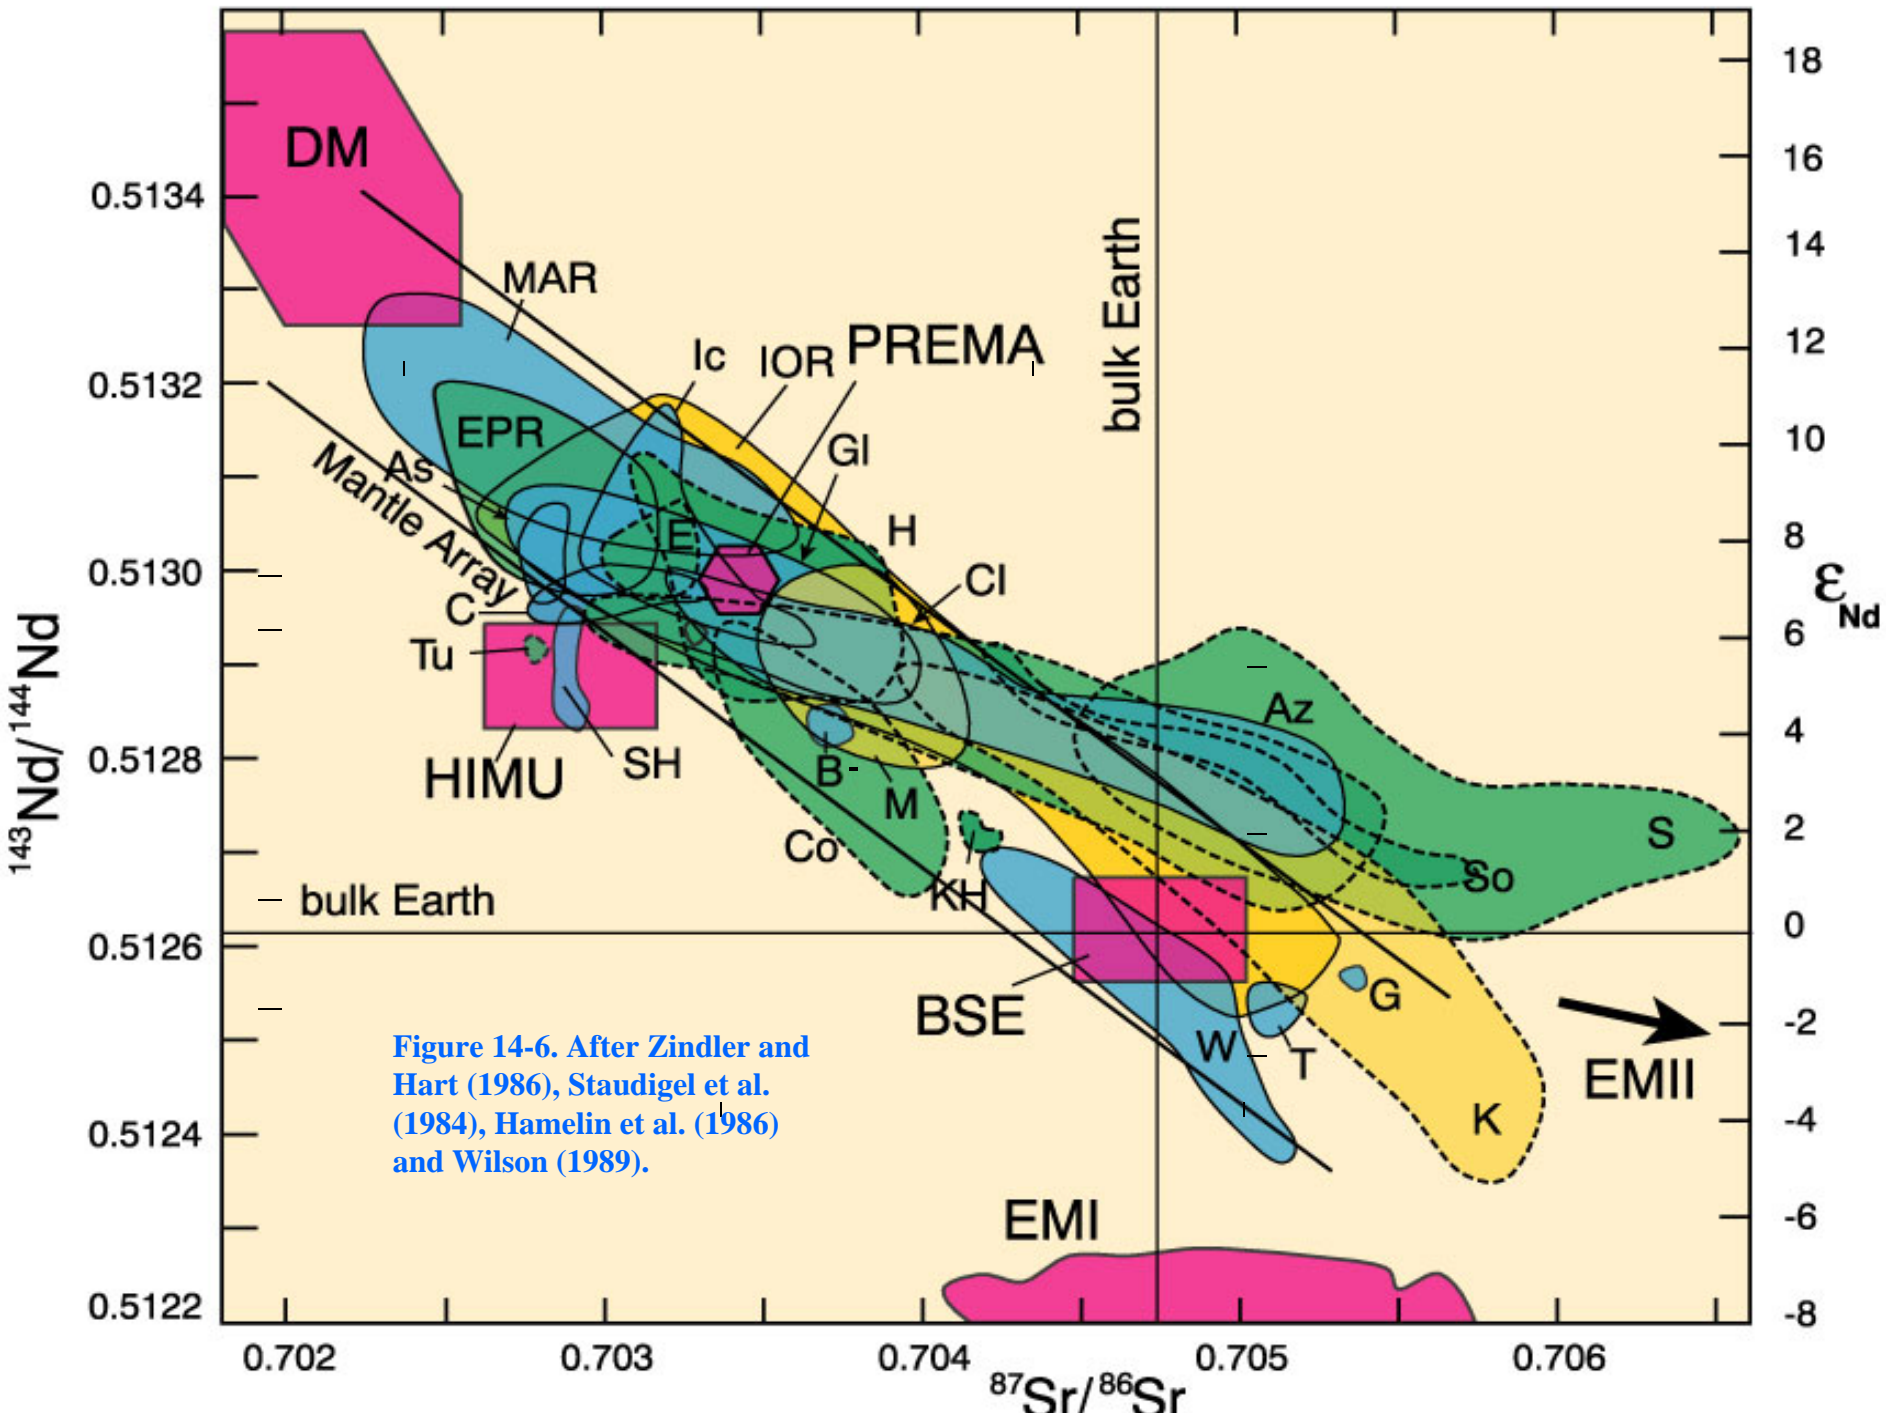 DM
MAR
Ic
IOR
PREMA
GI
EPR
As
Mantle Array
E
H
CI
C
Tu
HIMU
SH
B-
M
Co
KH
Az
S
So
bulk Earth
bulk Earth
BSE
W
T
G
K
EMI
EMII
Figure 14-6. After Zindler and
Hart (1986), Staudigel et al.
(1984), Hamelin et al. (1986)
and Wilson (1989).
0.5134
0.5132
0.5130
0.5128
0.5126
0.5124
0.5122
¹⁴³Nd/¹⁴⁴Nd
18
16
14
12
10
8
6
4
2
0
-2
-4
-6
-8
εNd
0.702
0.703
0.704
0.705
0.706
⁸⁷Sr/⁸⁶Sr